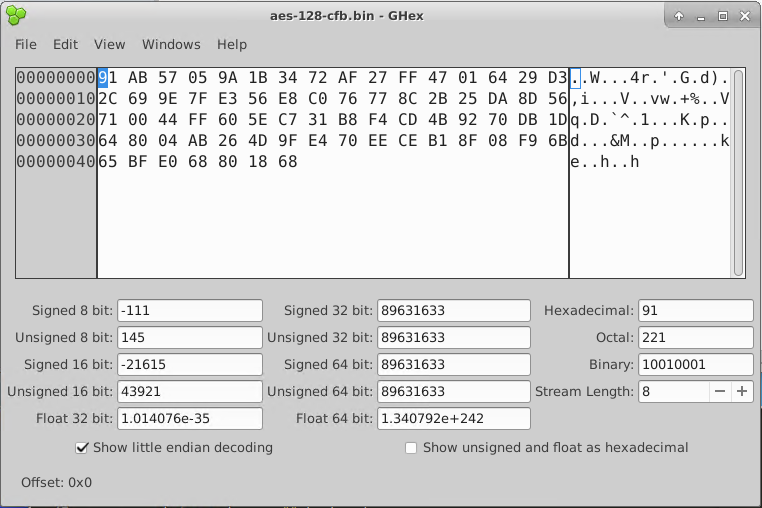 aes-128-cfb.bin - GHex
File Edit View Windows Help
00000000 91 AB 57 05 9A 1B 34 72 AF 27 FF 47 01 64 29 D3 ..W...4r.'.G.d).
00000010 2C 69 9E 7F E3 56 E8 C0 76 77 8C 2B 25 DA 8D 56 ,i...V..vw.+%..V
00000020 71 00 44 FF 60 5E C7 31 B8 F4 CD 4B 92 70 DB 1D q.D.`^.1...K.p..
00000030 64 80 04 AB 26 4D 9F E4 70 EE CE B1 8F 08 F9 6B d...&M..p......k
00000040 65 BF E0 68 80 18 68 e..h..h
Signed 8 bit: -111 Signed 32 bit: 89631633 Hexadecimal: 91
Unsigned 8 bit: 145 Unsigned 32 bit: 89631633 Octal: 221
Signed 16 bit: -21615 Signed 64 bit: 89631633 Binary: 10010001
Unsigned 16 bit: 43921 Unsigned 64 bit: 89631633 Stream Length: 8 − +
Float 32 bit: 1.014076e-35 Float 64 bit: 1.340792e+242
Show little endian decoding Show unsigned and float as hexadecimal
Offset: 0x0